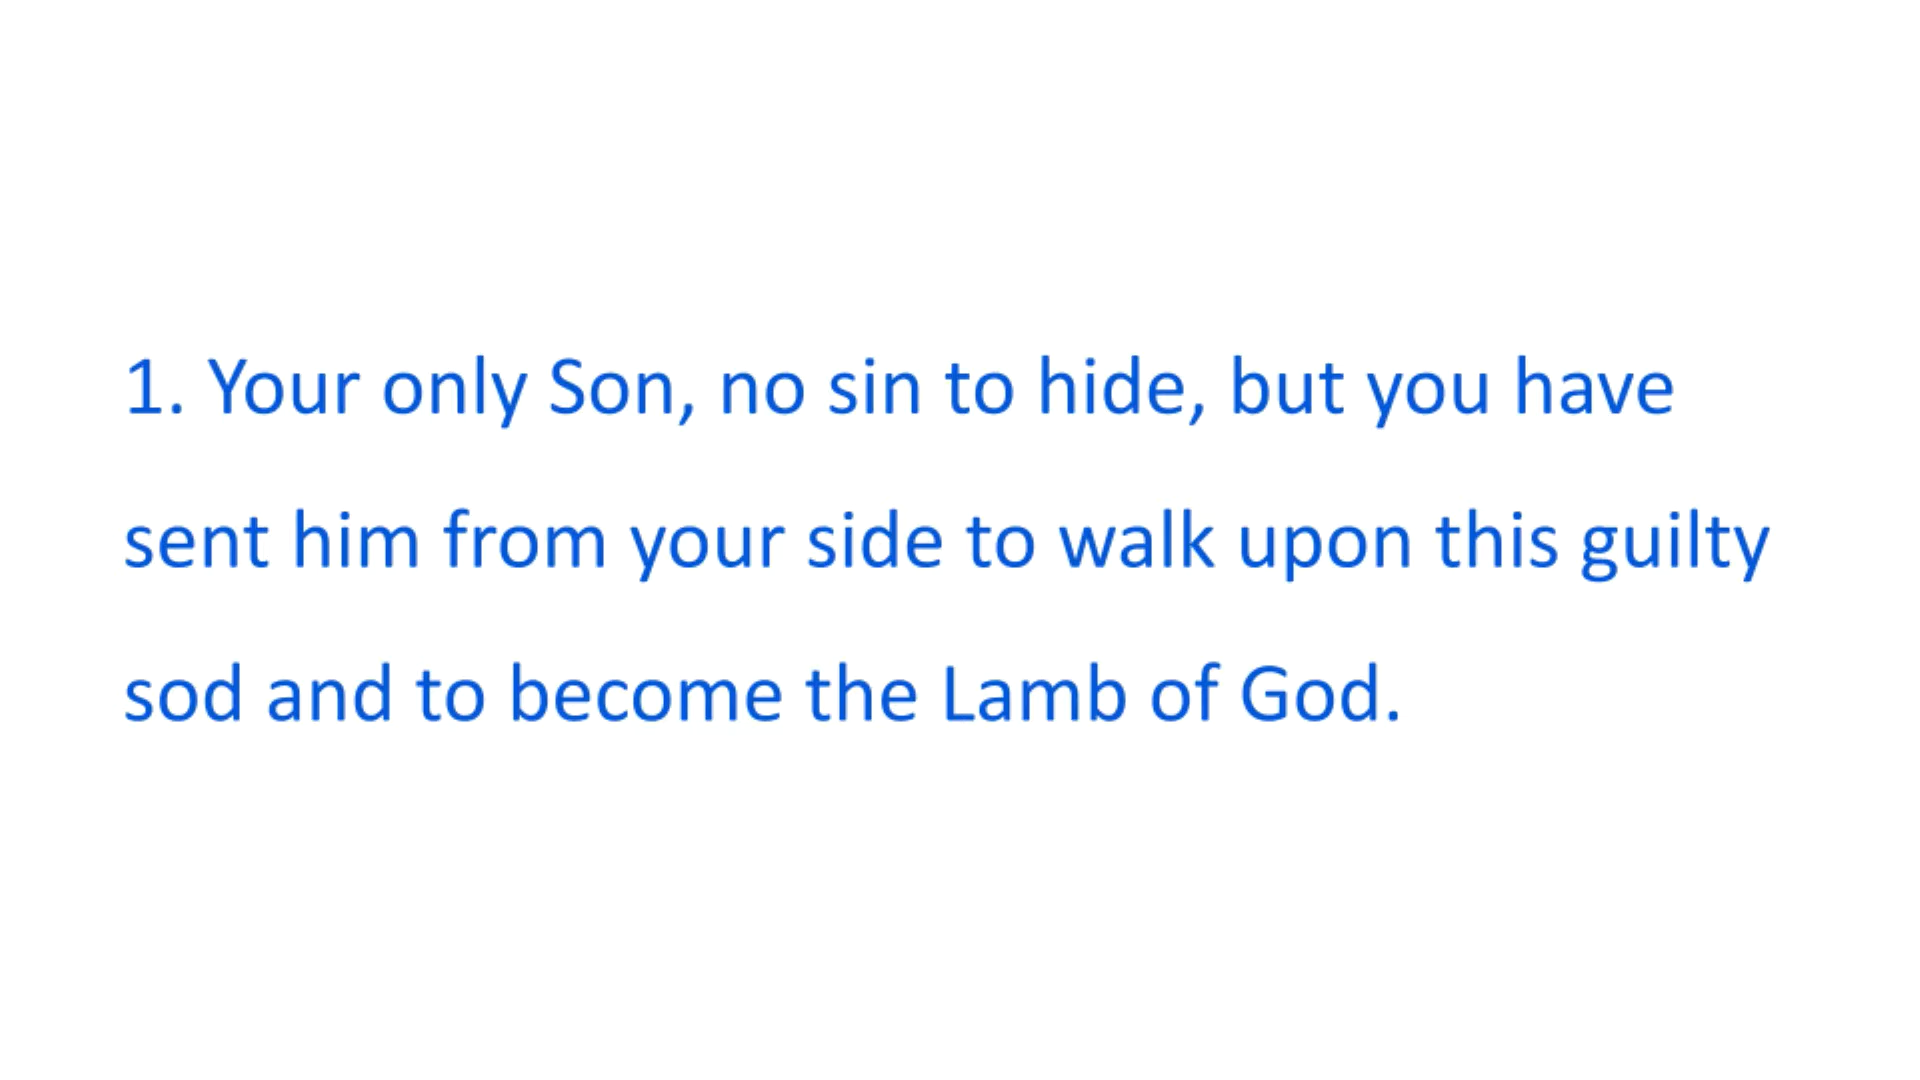 1. Your only Son, no sin to hide, but you have
sent him from your side to walk upon this guilty
sod and to become the Lamb of God.